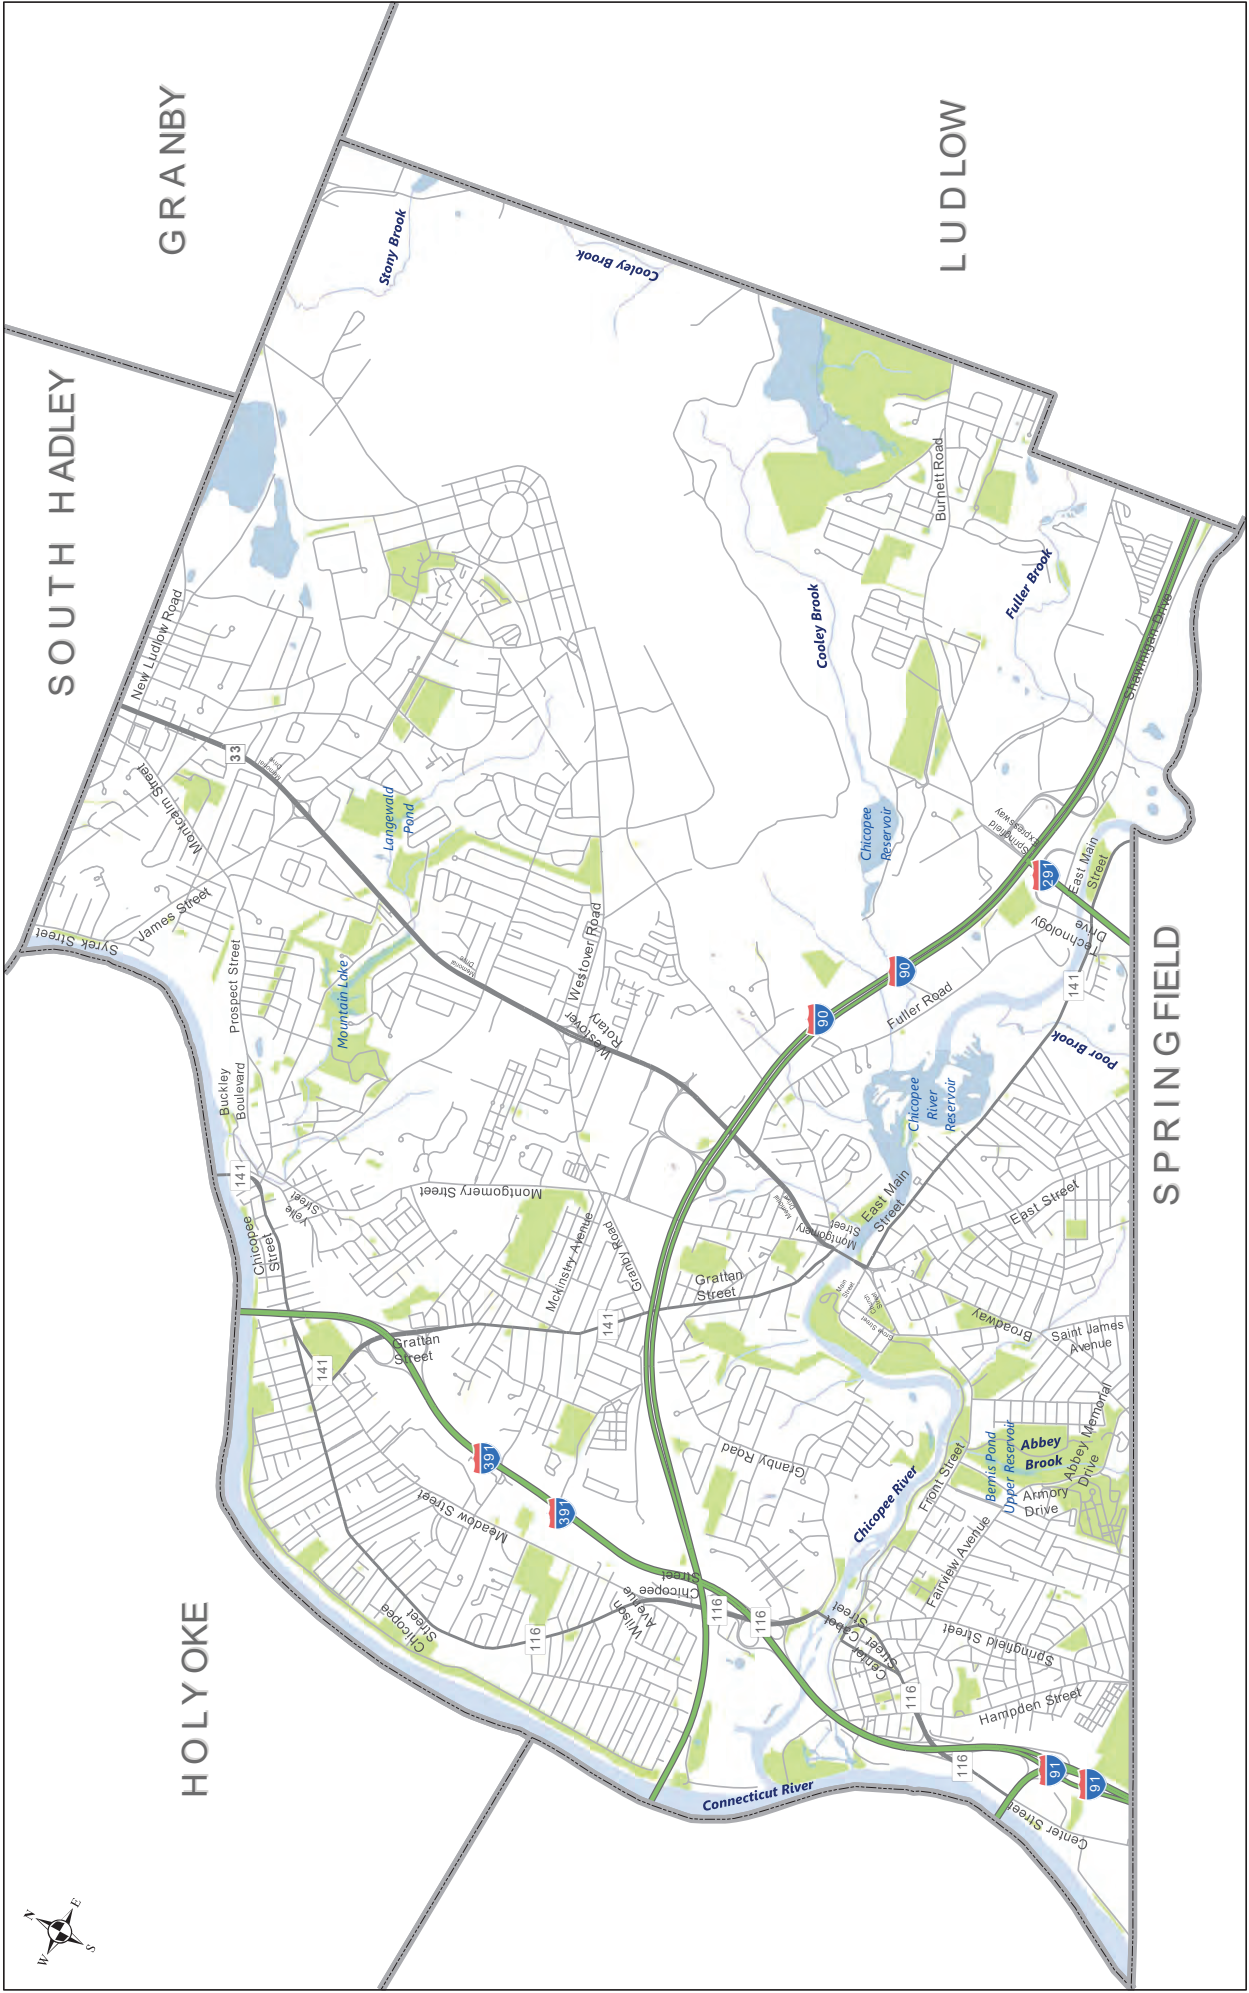 GRANBY
LUDLOW
SOUTH HADLEY
HOLYOKE
SPRINGFIELD
Stony Brook
Cooley Brook
Burnett Road
Fuller Brook
Cooley Brook
Shawinigan Drive
New Ludlow Road
33
Memorial
Drive
Montcalm Street
Langewald
Pond
James Street
Syrek Street
Prospect Street
Mountain Lake
Memorial
Drive
Westover Road
Westover
Rotary
Chicopee
Reservoir
Springfield
Expressway
291
East Main
Street
Technology
Drive
141
90
90
Fuller Road
Poor Brook
Chicopee
River
Reservoir
Buckley
Boulevard
141
Yelle
Street
Chicopee
Street
Montgomery Street
Mckinstry Avenue
Granby Road
Memorial
Drive
Montgomery
Street
East Main
Street
East Street
Grattan
Street
141
Grattan
Street
141
Main
Street
Broadway
Saint James
Avenue
391
391
Meadow Street
Granby Road
Chicopee River
Front Street
Bemis Pond
Upper Reservoir
Abbey
Brook
Abbey Memorial
Drive
Armory
Drive
Fairview Avenue
Chicopee
Street
116
Wilson
Avenue
Chicopee
Street
116
116
Cabot
Street
Center
Street
116
Springfield Street
Hampden Street
116
91
91
Center Street
Connecticut River
N
E
S
W